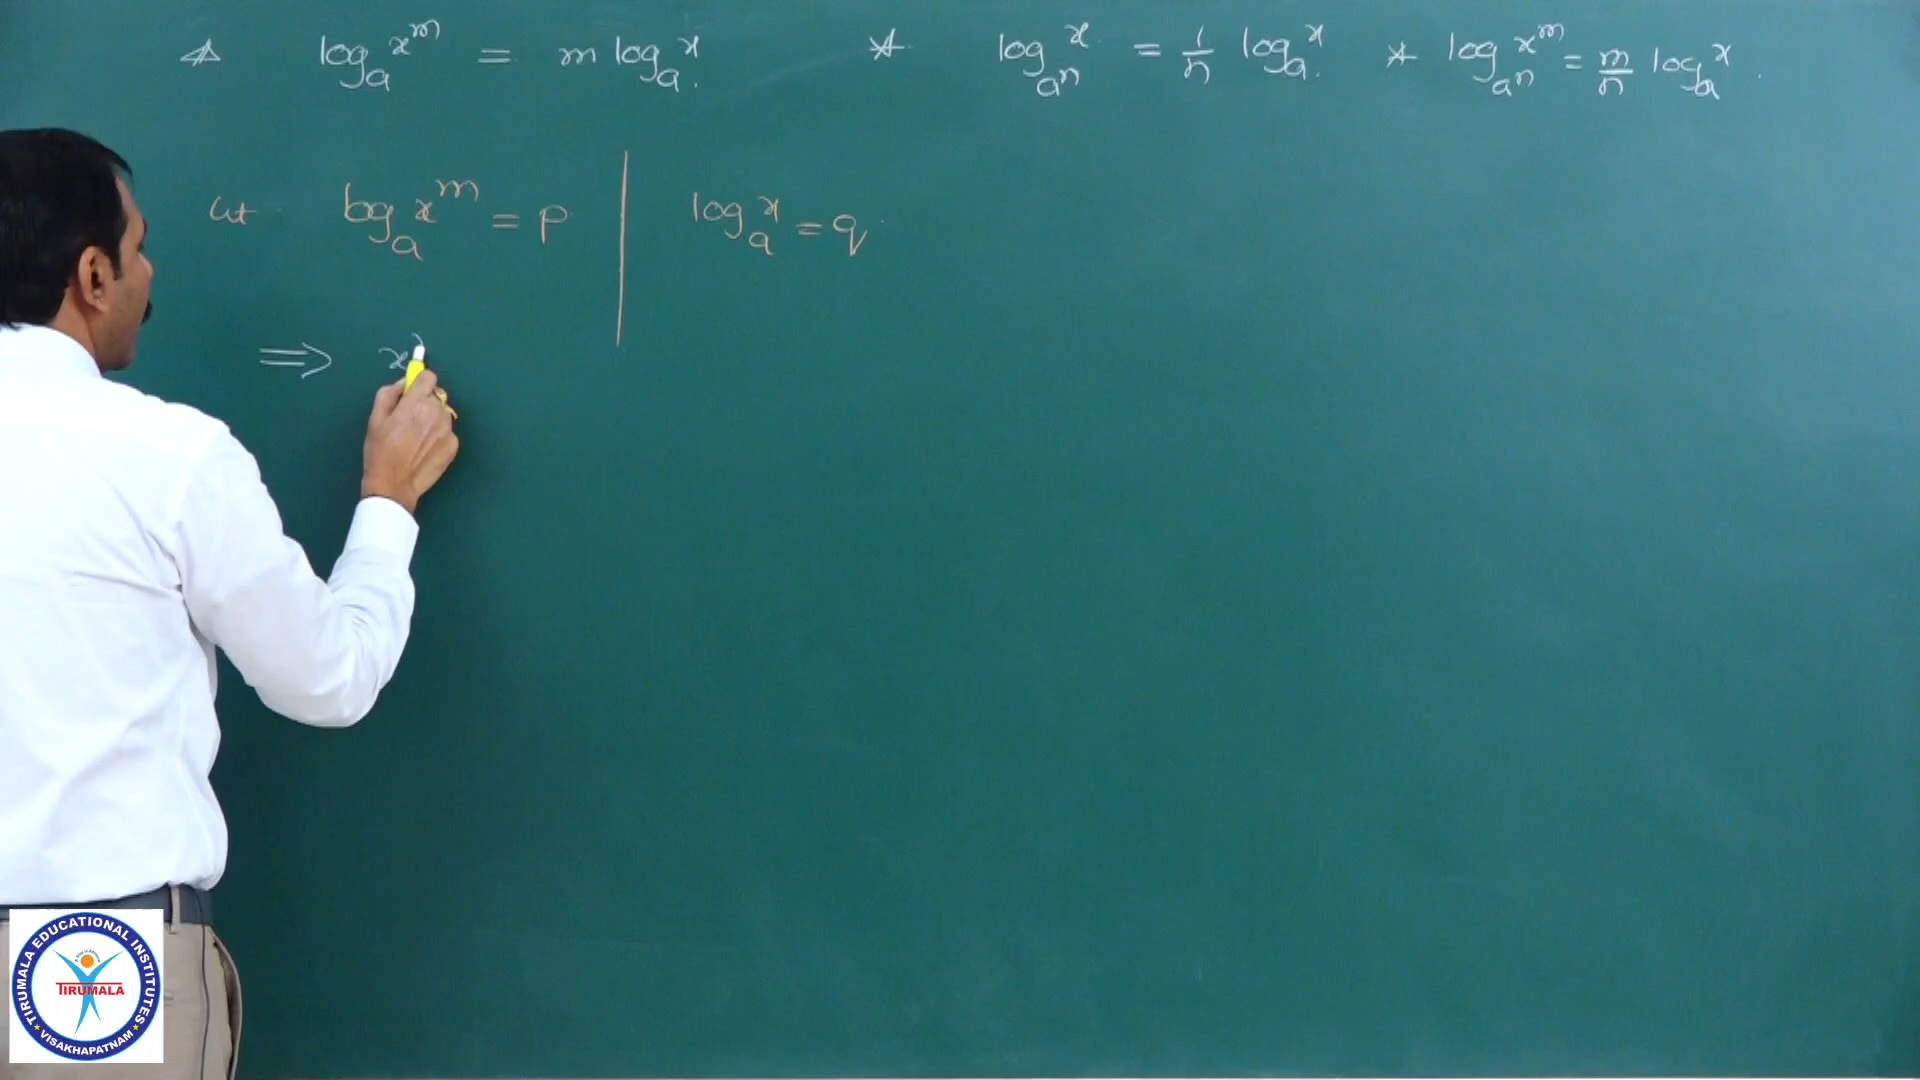 log_a x^m = m log_a x. * log_{a^n} x = 1/n log_a x. * log_{a^n} x^m = m/n log_a x.
Let log_a x^m = p | log_a x = q
⇒ x
TIRUMALA EDUCATIONAL INSTITUTES
TIRUMALA
VISAKHAPATNAM